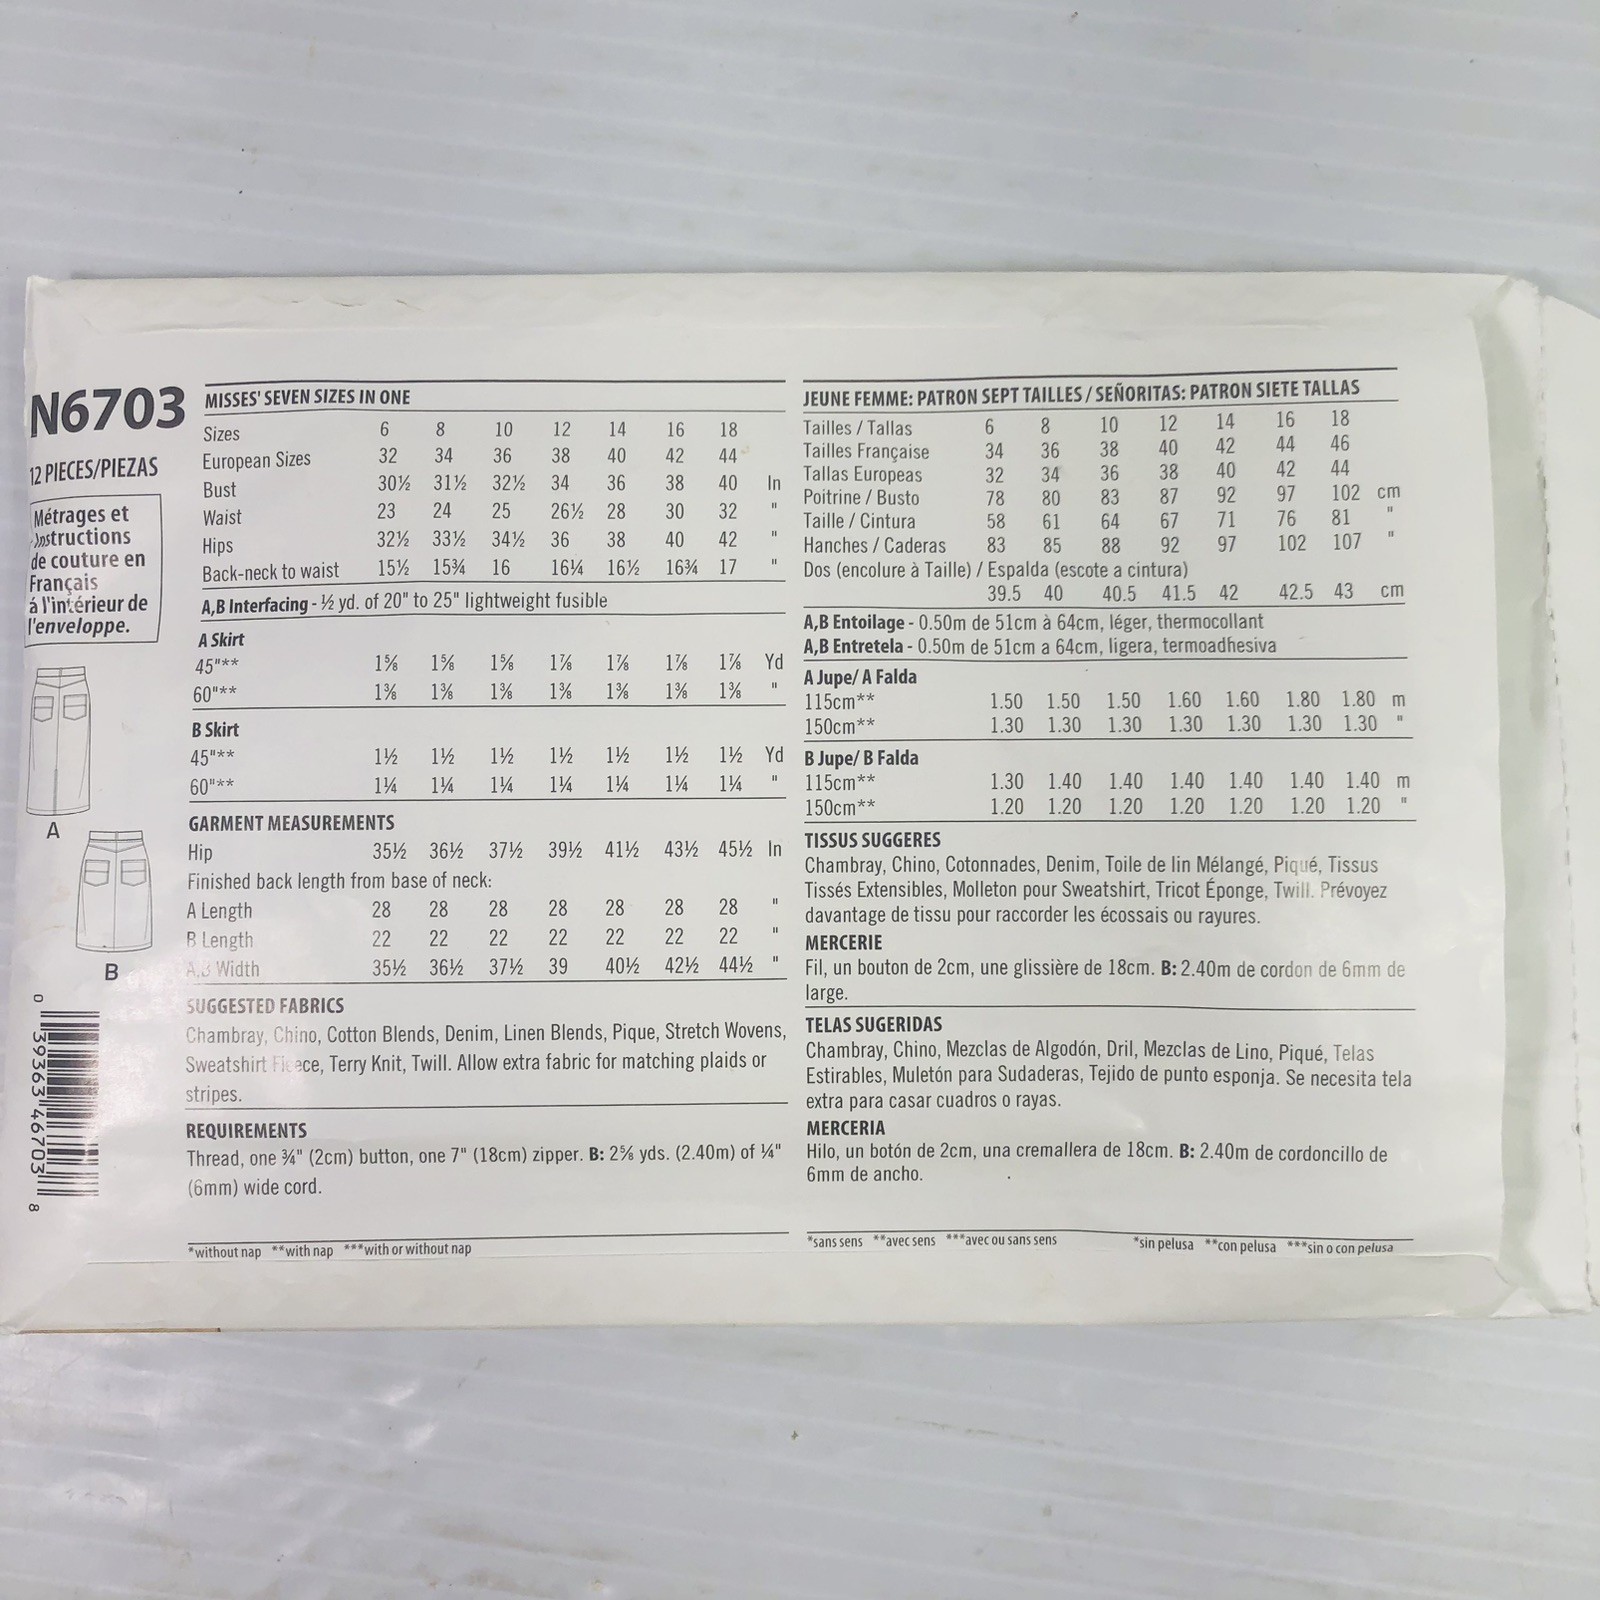 N6703
12 PIECES/PIEZAS
Métrages et
instructions
de couture en
Français
á l'intérieur de
l'enveloppe.
A
B
0 39363 46703 8
MISSES' SEVEN SIZES IN ONE
Sizes 6 8 10 12 14 16 18
European Sizes 32 34 36 38 40 42 44
Bust 30½ 31½ 32½ 34 36 38 40 In
Waist 23 24 25 26½ 28 30 32 "
Hips 32½ 33½ 34½ 36 38 40 42 "
Back-neck to waist 15½ 15¾ 16 16¼ 16½ 16¾ 17 "
A,B Interfacing - ½ yd. of 20" to 25" lightweight fusible
A Skirt
45"** 1⅝ 1⅝ 1⅝ 1⅞ 1⅞ 1⅞ 1⅞ Yd
60"** 1⅜ 1⅜ 1⅜ 1⅜ 1⅜ 1⅜ 1⅜ "
B Skirt
45"** 1½ 1½ 1½ 1½ 1½ 1½ 1½ Yd
60"** 1¼ 1¼ 1¼ 1¼ 1¼ 1¼ 1¼ "
GARMENT MEASUREMENTS
Hip 35½ 36½ 37½ 39½ 41½ 43½ 45½ In
Finished back length from base of neck:
A Length 28 28 28 28 28 28 28 "
B Length 22 22 22 22 22 22 22 "
A,B Width 35½ 36½ 37½ 39 40½ 42½ 44½ "
SUGGESTED FABRICS
Chambray, Chino, Cotton Blends, Denim, Linen Blends, Pique, Stretch Wovens,
Sweatshirt Fleece, Terry Knit, Twill. Allow extra fabric for matching plaids or
stripes.
REQUIREMENTS
Thread, one ¾" (2cm) button, one 7" (18cm) zipper. B: 2⅝ yds. (2.40m) of ¼"
(6mm) wide cord.
*without nap **with nap ***with or without nap
JEUNE FEMME: PATRON SEPT TAILLES / SEÑORITAS: PATRON SIETE TALLAS
Tailles / Tallas 6 8 10 12 14 16 18
Tailles Française 34 36 38 40 42 44 46
Tallas Europeas 32 34 36 38 40 42 44
Poitrine / Busto 78 80 83 87 92 97 102 cm
Taille / Cintura 58 61 64 67 71 76 81 "
Hanches / Caderas 83 85 88 92 97 102 107 "
Dos (encolure à Taille) / Espalda (escote a cintura)
39.5 40 40.5 41.5 42 42.5 43 cm
A,B Entoilage - 0.50m de 51cm à 64cm, léger, thermocollant
A,B Entretela - 0.50m de 51cm a 64cm, ligera, termoadhesiva
A Jupe/ A Falda
115cm** 1.50 1.50 1.50 1.60 1.60 1.80 1.80 m
150cm** 1.30 1.30 1.30 1.30 1.30 1.30 1.30 "
B Jupe/ B Falda
115cm** 1.30 1.40 1.40 1.40 1.40 1.40 1.40 m
150cm** 1.20 1.20 1.20 1.20 1.20 1.20 1.20 "
TISSUS SUGGERES
Chambray, Chino, Cotonnades, Denim, Toile de lin Mélangé, Piqué, Tissus
Tissés Extensibles, Molleton pour Sweatshirt, Tricot Éponge, Twill. Prévoyez
davantage de tissu pour raccorder les écossais ou rayures.
MERCERIE
Fil, un bouton de 2cm, une glissière de 18cm. B: 2.40m de cordon de 6mm de
large.
TELAS SUGERIDAS
Chambray, Chino, Mezclas de Algodón, Dril, Mezclas de Lino, Piqué, Telas
Estirables, Muletón para Sudaderas, Tejido de punto esponja. Se necesita tela
extra para casar cuadros o rayas.
MERCERIA
Hilo, un botón de 2cm, una cremallera de 18cm. B: 2.40m de cordoncillo de
6mm de ancho.
*sans sens **avec sens ***avec ou sans sens *sin pelusa **con pelusa ***sin o con pelusa